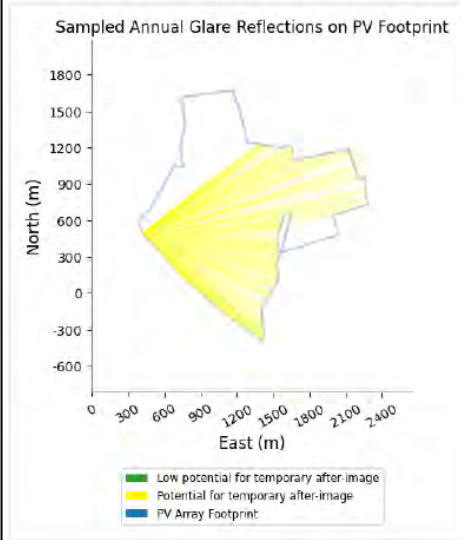 Sampled Annual Glare Reflections on PV Footprint
1800
1500
1200
900
600
300
0
-300
-600
North (m)
0 300 600 900 1200 1500 1800 2100 2400
East (m)
Low potential for temporary after-image
Potential for temporary after-image
PV Array Footprint